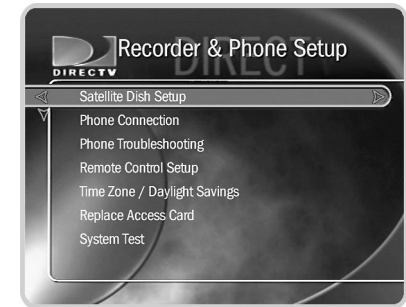 DIRECTV
Recorder & Phone Setup
DIRECTV
Satellite Dish Setup
Phone Connection
Phone Troubleshooting
Remote Control Setup
Time Zone / Daylight Savings
Replace Access Card
System Test